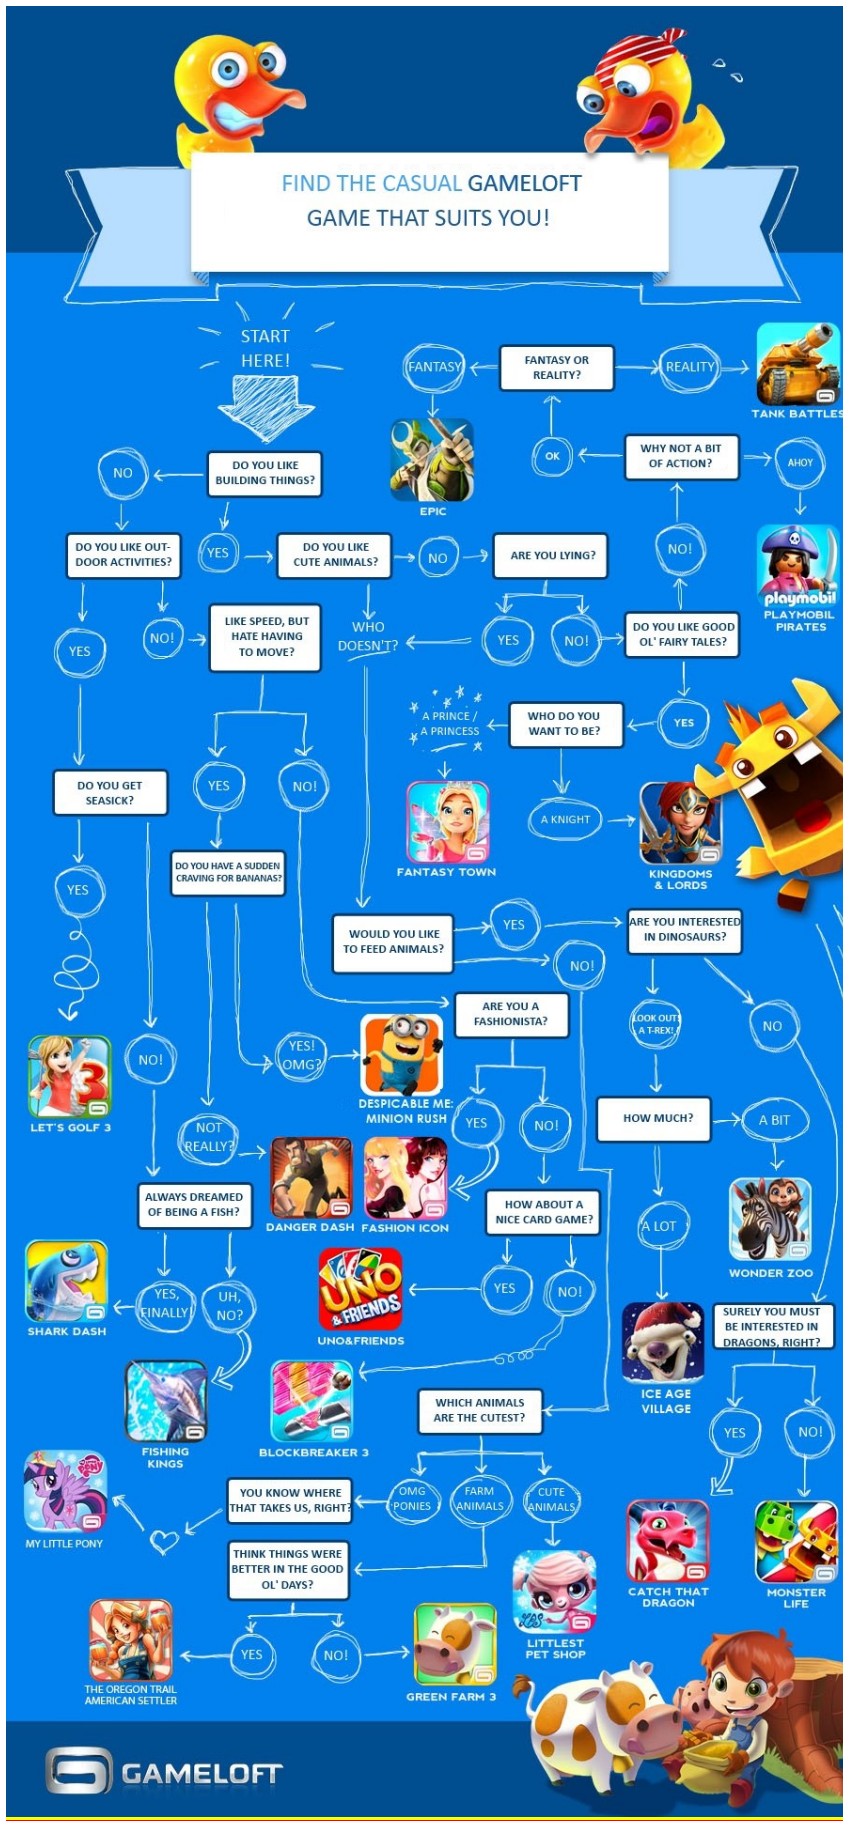 FIND THE CASUAL GAMELOFT
GAME THAT SUITS YOU!
START
HERE!
FANTASY
FANTASY OR
REALITY?
REALITY
TANK BATTLES
EPIC
OK
WHY NOT A BIT
OF ACTION?
AHOY
NO
DO YOU LIKE
BUILDING THINGS?
DO YOU LIKE OUT-
DOOR ACTIVITIES?
YES
DO YOU LIKE
CUTE ANIMALS?
NO
ARE YOU LYING?
NO!
playmobil
PLAYMOBIL
PIRATES
YES
NO!
LIKE SPEED, BUT
HATE HAVING
TO MOVE?
WHO
DOESN'T?
YES
NO!
DO YOU LIKE GOOD
OL' FAIRY TALES?
A PRINCE /
A PRINCESS
WHO DO YOU
WANT TO BE?
YES
DO YOU GET
SEASICK?
YES
NO!
FANTASY TOWN
A KNIGHT
KINGDOMS
& LORDS
YES
DO YOU HAVE A SUDDEN
CRAVING FOR BANANAS?
WOULD YOU LIKE
TO FEED ANIMALS?
YES
NO!
ARE YOU INTERESTED
IN DINOSAURS?
ARE YOU A
FASHIONISTA?
LOOK OUT!
A T-REX!
NO
3
LET'S GOLF 3
NO!
YES!
OMG?
DESPICABLE ME:
MINION RUSH
YES
NO!
HOW MUCH?
A BIT
NOT
REALLY?
DANGER DASH
FASHION ICON
ALWAYS DREAMED
OF BEING A FISH?
HOW ABOUT A
NICE CARD GAME?
A LOT
WONDER ZOO
SHARK DASH
YES,
FINALLY!
UH,
NO?
UNO
& FRIENDS
UNO&FRIENDS
YES
NO!
ICE AGE
VILLAGE
SURELY YOU MUST
BE INTERESTED IN
DRAGONS, RIGHT?
FISHING
KINGS
BLOCKBREAKER 3
WHICH ANIMALS
ARE THE CUTEST?
YES
NO!
MY LITTLE PONY
YOU KNOW WHERE
THAT TAKES US, RIGHT?
OMG
PONIES
FARM
ANIMALS
CUTE
ANIMALS
CATCH THAT
DRAGON
MONSTER
LIFE
THINK THINGS WERE
BETTER IN THE GOOD
OL' DAYS?
LITTLEST
PET SHOP
THE OREGON TRAIL
AMERICAN SETTLER
YES
NO!
GREEN FARM 3
GAMELOFT